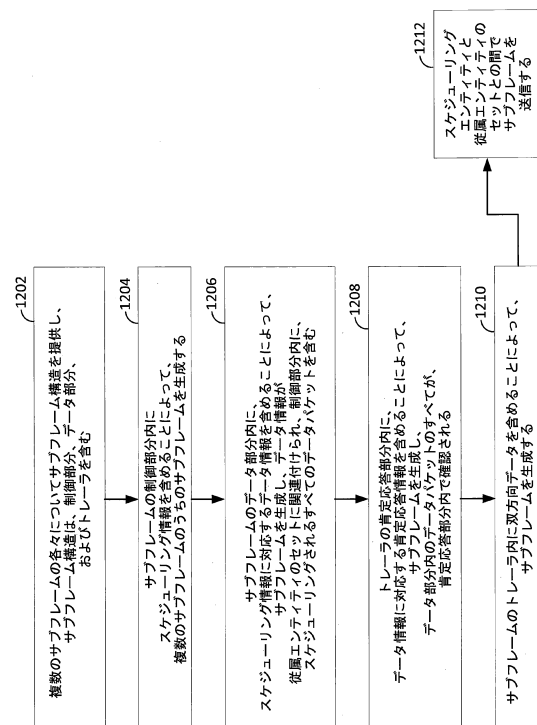 1202
複数のサブフレームの各々についてサブフレーム構造を提供し、
サブフレーム構造は、制御部分、データ部分、
およびトレーラを含む
1204
サブフレームの制御部分内に
スケジューリング情報を含めることによって、
複数のサブフレームのうちのサブフレームを生成する
1206
サブフレームのデータ部分内に、
スケジューリング情報に対応するデータ情報を含めることによって、
サブフレームを生成し、データ情報が
従属エンティティのセットに関連付けられ、制御部分内に、
スケジューリングされるすべてのデータパケットを含む
1208
トレーラの肯定応答部分内に、
データ情報に対応する肯定応答情報を含めることによって、
サブフレームを生成し、
データ部分内のデータパケットのすべてが、
肯定応答部分内で確認される
1210
サブフレームのトレーラ内に双方向データを含めることによって、
サブフレームを生成する
1212
スケジューリング
エンティティと
従属エンティティの
セットとの間で
サブフレームを
送信する